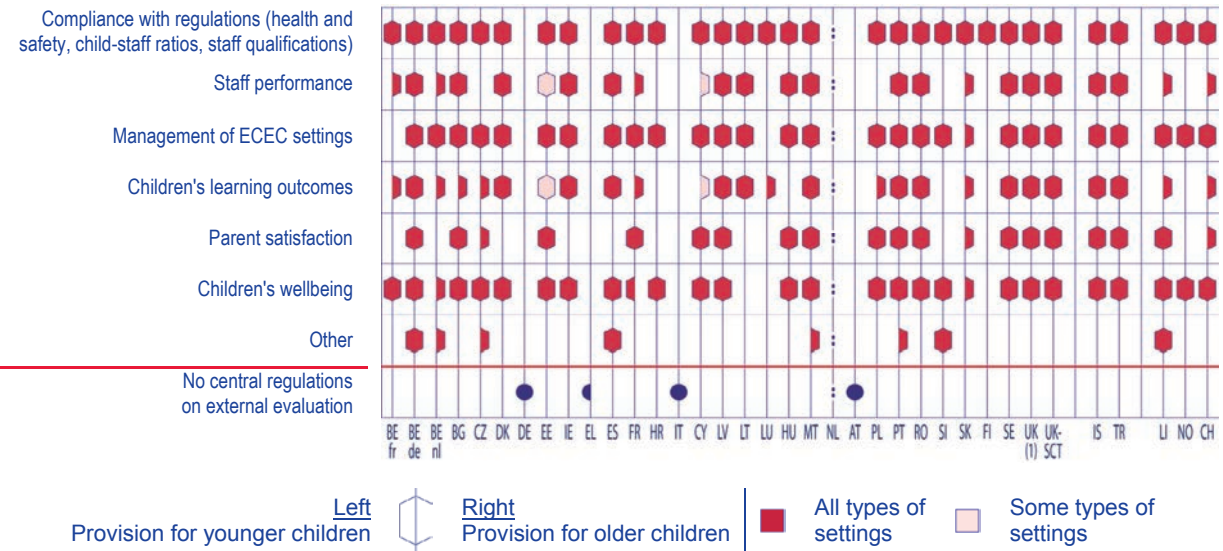 Compliance with regulations (health and
safety, child-staff ratios, staff qualifications)
Staff performance
Management of ECEC settings
Children's learning outcomes
Parent satisfaction
Children's wellbeing
Other
No central regulations
on external evaluation
BE fr BE de BE nl BG CZ DK DE EE IE EL ES FR HR IT CY LV LT LU HU MT NL AT PL PT RO SI SK FI SE UK (1) UK-SCT IS TR LI NO CH
Left Right All types of Some types of
Provision for younger children Provision for older children settings settings